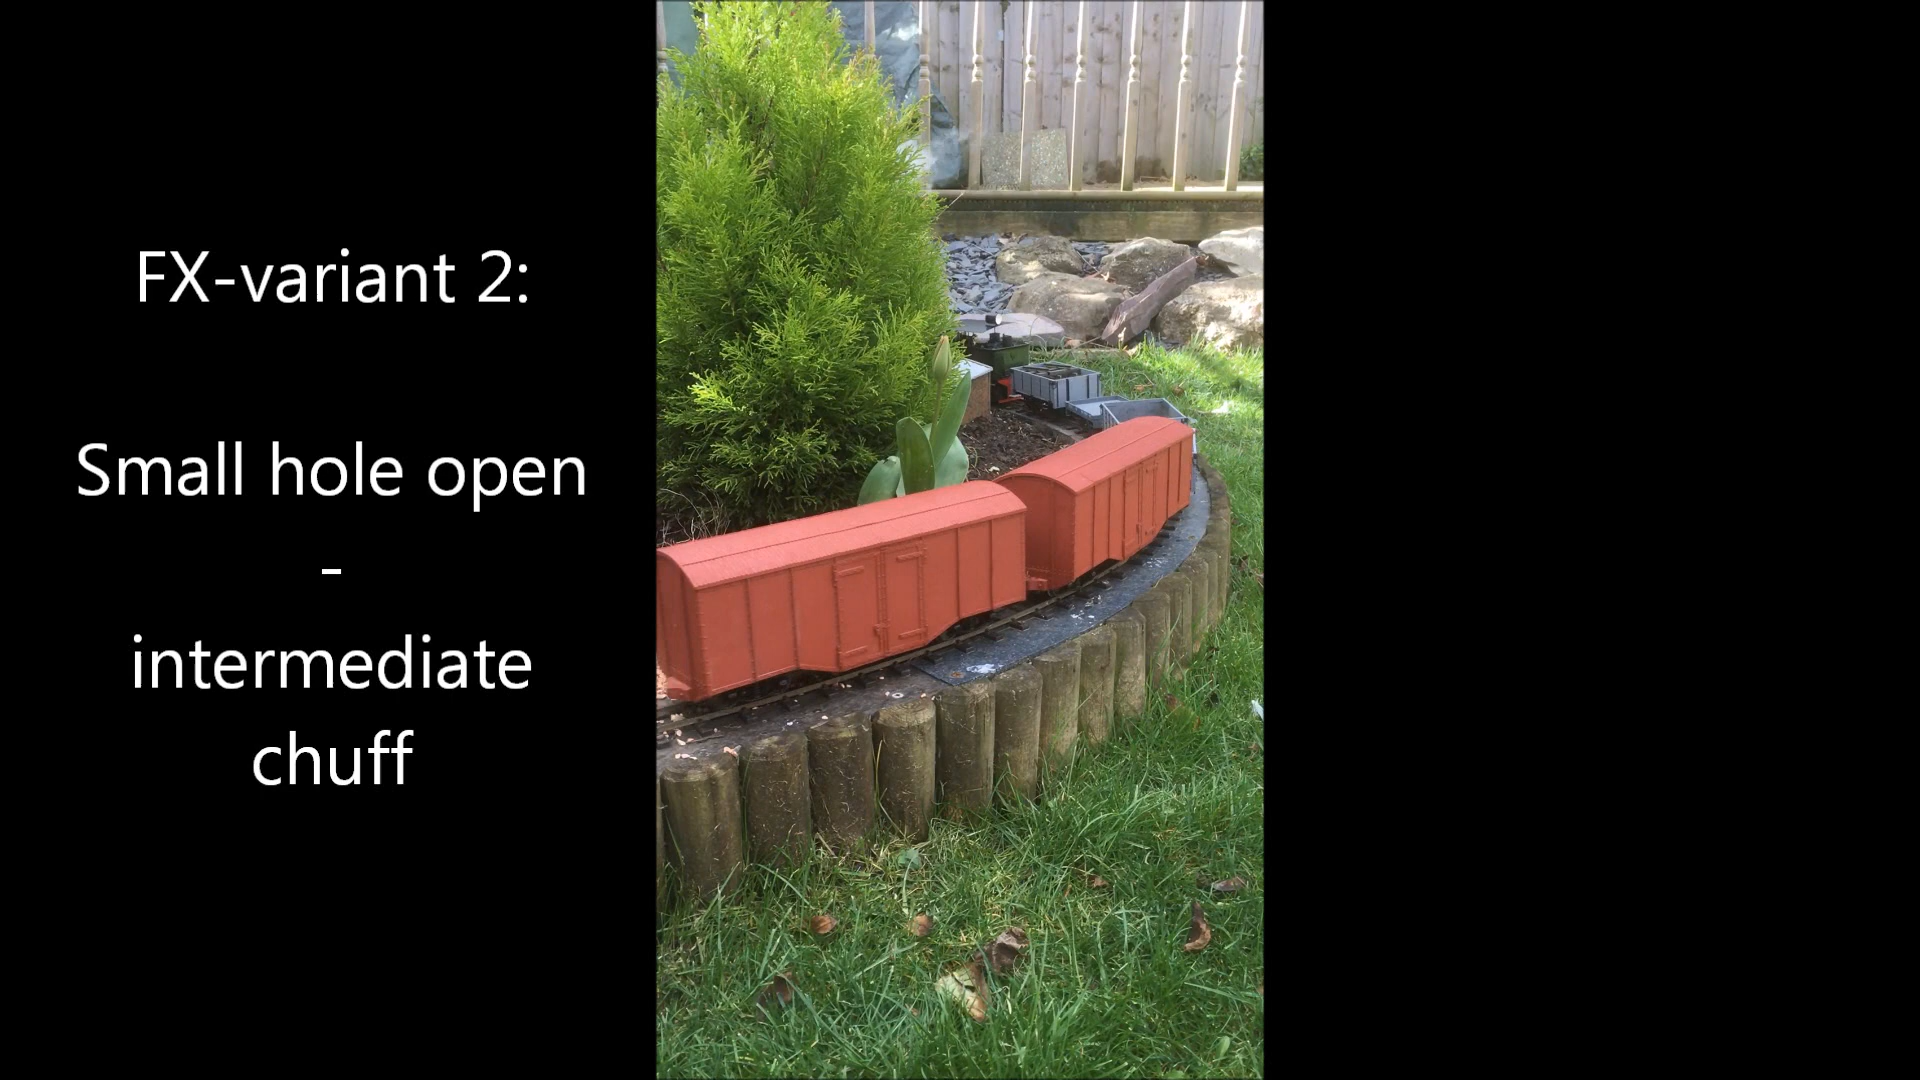 FX-variant 2:
Small hole open
-
intermediate
chuff